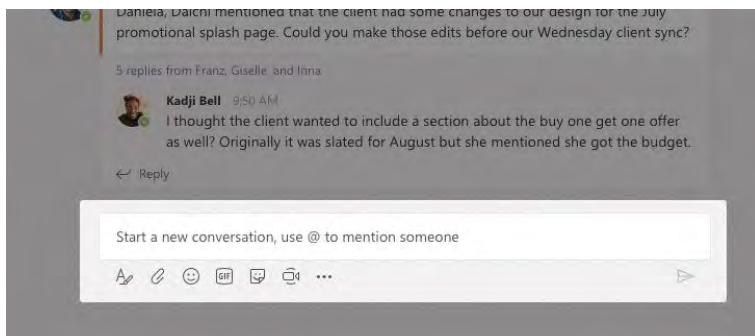 Daniela, Daichi mentioned that the client had some changes to our design for the July
promotional splash page. Could you make those edits before our Wednesday client sync?
5 replies from Franz, Giselle, and Inna
Kadji Bell 9:50 AM
I thought the client wanted to include a section about the buy one get one offer
as well? Originally it was slated for August but she mentioned she got the budget.
Reply
Start a new conversation, use @ to mention someone
GIF